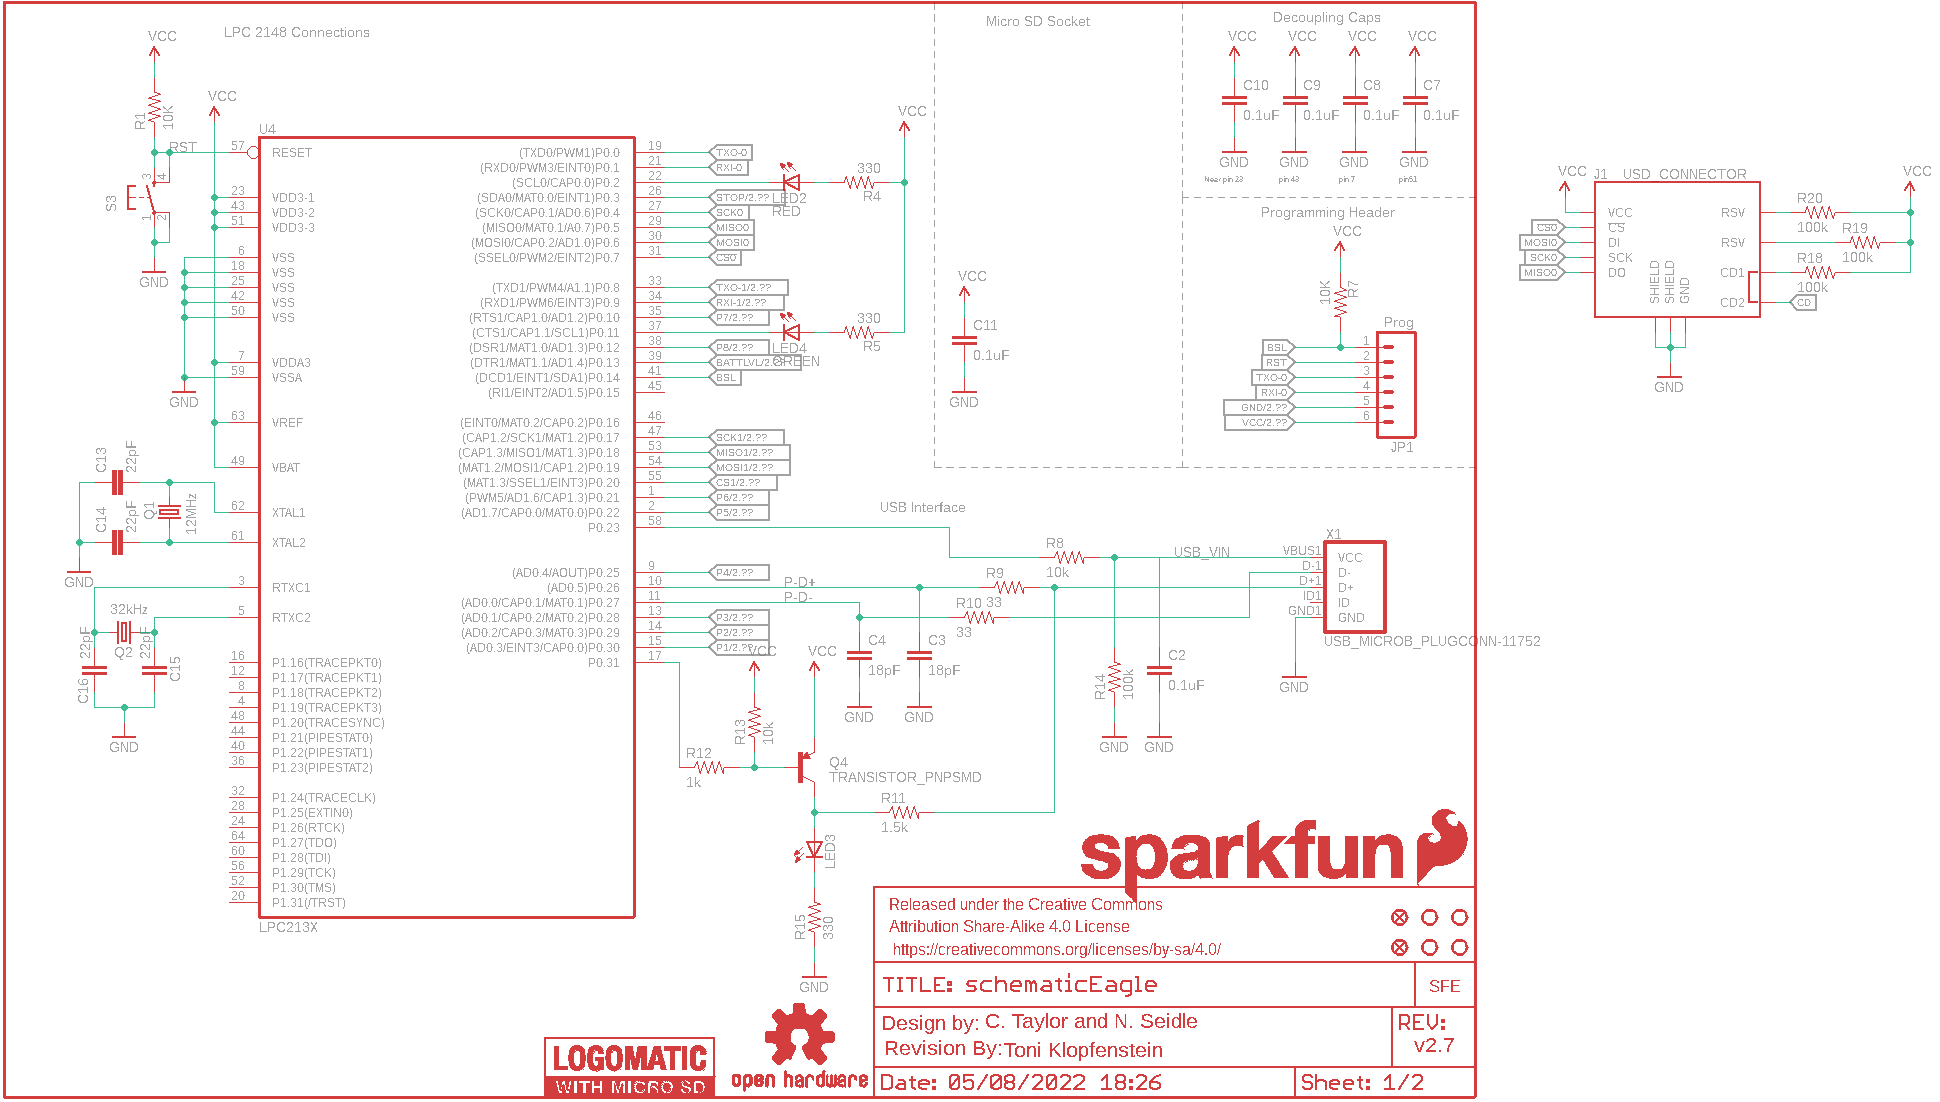 LPC 2148 Connections
Micro SD Socket
Decoupling Caps
VCC
VCC
VCC
VCC
VCC
C10
C9
C8
C7
0.1uF
0.1uF
0.1uF
0.1uF
GND
GND
GND
GND
Near pin 23
pin 43
pin 7
pin51
R1
10K
VCC
RST
S3
3
4
1
2
GND
U4
57 RESET
23 VDD3-1
43 VDD3-2
51 VDD3-3
6 VSS
18 VSS
25 VSS
42 VSS
50 VSS
7 VDDA3
59 VSSA
GND
63 VREF
49 VBAT
62 XTAL1
61 XTAL2
3 RTXC1
5 RTXC2
16 P1.16(TRACEPKT0)
12 P1.17(TRACEPKT1)
8 P1.18(TRACEPKT2)
4 P1.19(TRACEPKT3)
48 P1.20(TRACESYNC)
44 P1.21(PIPESTAT0)
40 P1.22(PIPESTAT1)
36 P1.23(PIPESTAT2)
32 P1.24(TRACECLK)
28 P1.25(EXTIN0)
24 P1.26(RTCK)
64 P1.27(TDO)
60 P1.28(TDI)
56 P1.29(TCK)
52 P1.30(TMS)
20 P1.31(/TRST)
LPC213X
C13
22pF
C14
22pF
Q1
12MHz
GND
32kHz
Q2
22pF
C16
22pF
C15
GND
(TXD0/PWM1)P0.0 19 TXO-0
(RXD0/PWM3/EINT0)P0.1 21 RXI-0
(SCL0/CAP0.0)P0.2 22
(SDA0/MAT0.0/EINT1)P0.3 26 STOP/2.??
(SCK0/CAP0.1/AD0.6)P0.4 27 SCK0
(MISO0/MAT0.1/A0.7)P0.5 29 MISO0
(MOSI0/CAP0.2/AD1.0)P0.6 30 MOSI0
(SSEL0/PWM2/EINT2)P0.7 31 CS0
(TXD1/PWM4/A1.1)P0.8 33 TXO-1/2.??
(RXD1/PWM6/EINT3)P0.9 34 RXI-1/2.??
(RTS1/CAP1.0/AD1.2)P0.10 35 P7/2.??
(CTS1/CAP1.1/SCL1)P0.11 37
(DSR1/MAT1.0/AD1.3)P0.12 38 P8/2.??
(DTR1/MAT1.1/AD1.4)P0.13 39 BATTLVL/2.??
(DCD1/EINT1/SDA1)P0.14 41 BSL
(RI1/EINT2/AD1.5)P0.15 45
(EINT0/MAT0.2/CAP0.2)P0.16 46
(CAP1.2/SCK1/MAT1.2)P0.17 47 SCK1/2.??
(CAP1.3/MISO1/MAT1.3)P0.18 53 MISO1/2.??
(MAT1.2/MOSI1/CAP1.2)P0.19 54 MOSI1/2.??
(MAT1.3/SSEL1/EINT3)P0.20 55 CS1/2.??
(PWM5/AD1.6/CAP1.3)P0.21 1 P6/2.??
(AD1.7/CAP0.0/MAT0.0)P0.22 2 P5/2.??
P0.23 58
(AD0.4/AOUT)P0.25 9 P4/2.??
(AD0.5)P0.26 10 P-D+
(AD0.0/CAP0.1/MAT0.1)P0.27 11 P-D-
(AD0.1/CAP0.2/MAT0.2)P0.28 13 P3/2.??
(AD0.2/CAP0.3/MAT0.3)P0.29 14 P2/2.??
(AD0.3/EINT3/CAP0.0)P0.30 15 P1/2.??
P0.31 17
VCC
330
R4
LED2
RED
330
R5
LED4
GREEN
VCC
C11
0.1uF
GND
Programming Header
VCC
10K
R7
Prog
BSL 1
RST 2
TXO-0 3
RXI-0 4
GND/2.?? 5
VCC/2.?? 6
JP1
VCC
J1
USD_CONNECTOR
VCC
CS0 CS
MOSI0 DI
SCK0 SCK
MISO0 DO
RSV
RSV
CD1
CD2
CD
SHIELD
SHIELD
GND
GND
R20
100k
R19
100k
R18
100k
VCC
USB Interface
R8
10k
USB_VIN
R9
33
R10
33
C4
18pF
GND
C3
18pF
GND
R14
100k
GND
C2
0.1uF
GND
X1
VBUS1 VCC
D-1 D-
D+1 D+
ID1 ID
GND1 GND
USB_MICROB_PLUGCONN-11752
GND
VCC
VCC
R13
10k
R12
1k
Q4
TRANSISTOR_PNPSMD
R11
1.5k
LED3
R15
330
GND
sparkfun
Released under the Creative Commons
Attribution Share-Alike 4.0 License
https://creativecommons.org/licenses/by-sa/4.0/
TITLE: schematicEagle
SFE
Design by: C. Taylor and N. Seidle
Revision By: Toni Klopfenstein
REV:
v2.7
Date: 05/08/2022 18:26
Sheet: 1/2
LOGOMATIC
WITH MICRO SD
open hardware